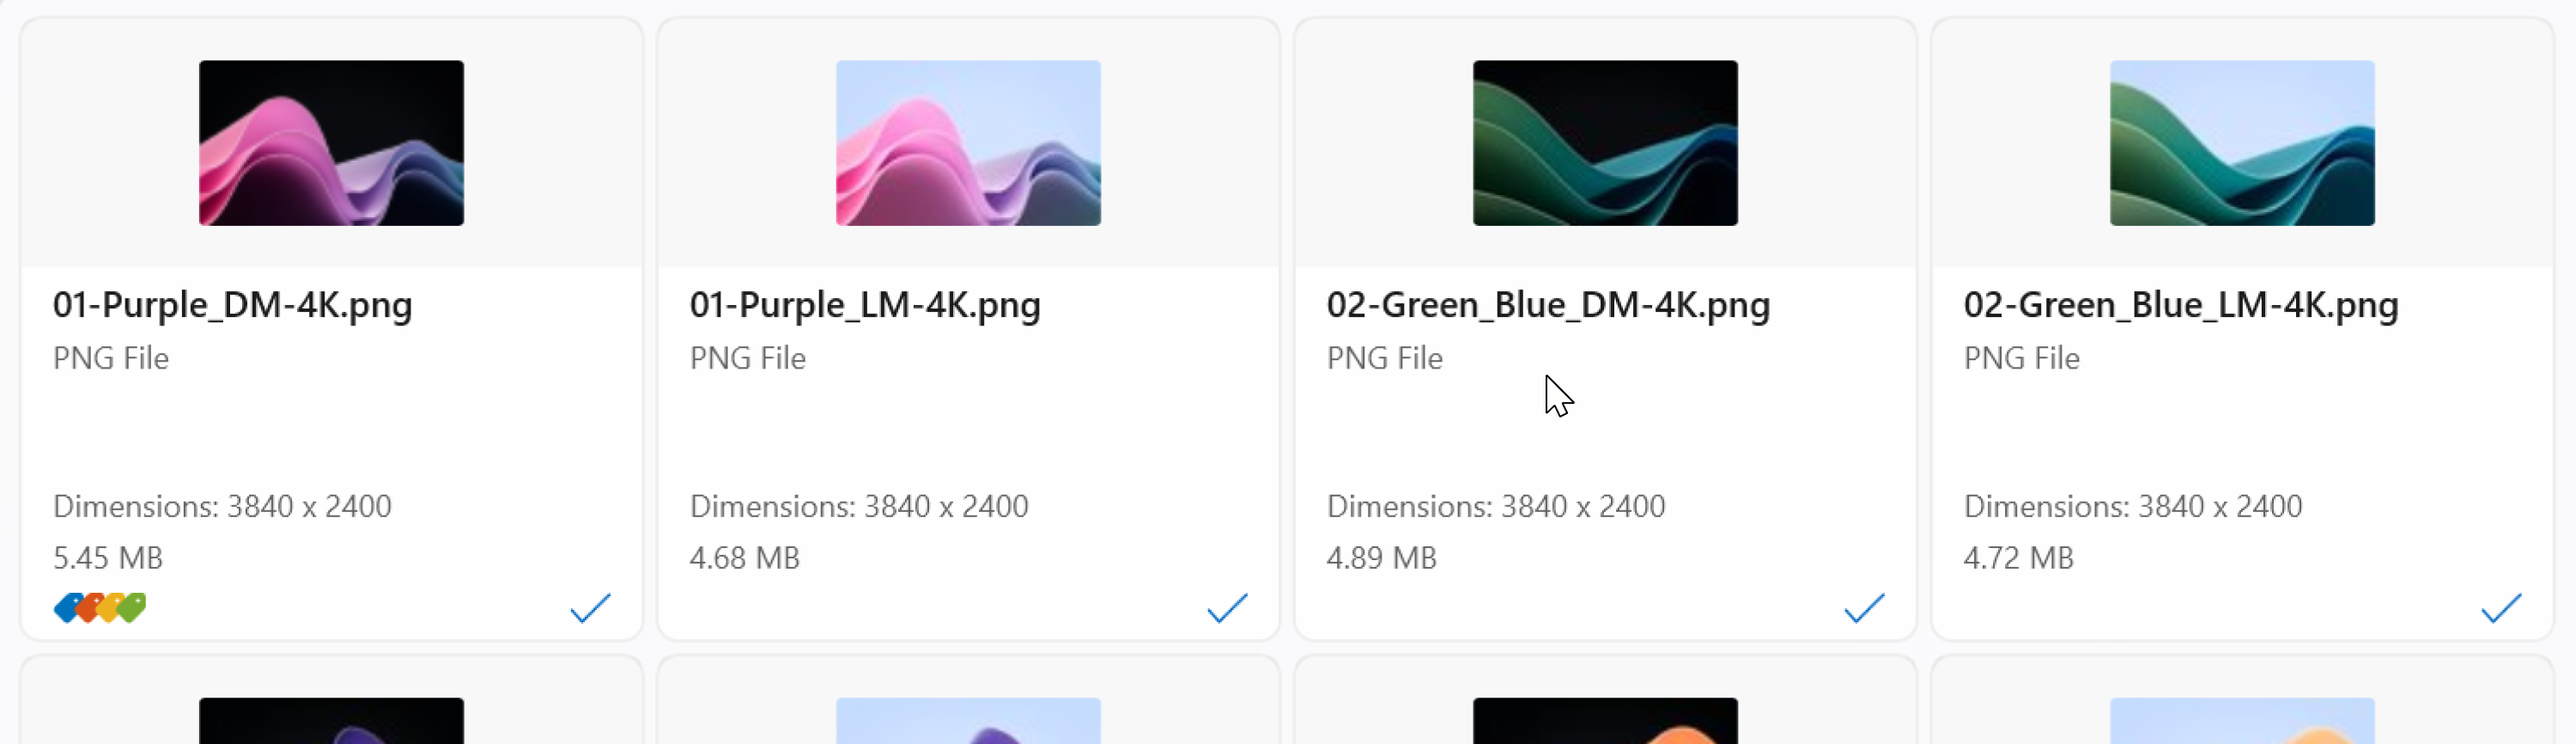 01-Purple_DM-4K.png
PNG File
Dimensions: 3840 x 2400
5.45 MB
01-Purple_LM-4K.png
PNG File
Dimensions: 3840 x 2400
4.68 MB
02-Green_Blue_DM-4K.png
PNG File
Dimensions: 3840 x 2400
4.89 MB
02-Green_Blue_LM-4K.png
PNG File
Dimensions: 3840 x 2400
4.72 MB